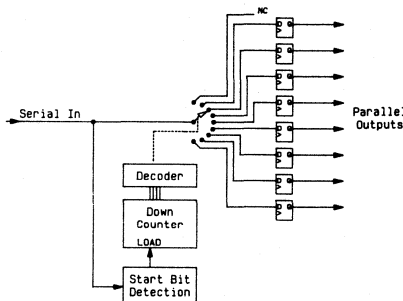 NC
D Q
D Q
D Q
D Q
D Q
D Q
D Q
D Q
Serial In
Parallel
Outputs
Decoder
Down
Counter
LOAD
Start Bit
Detection